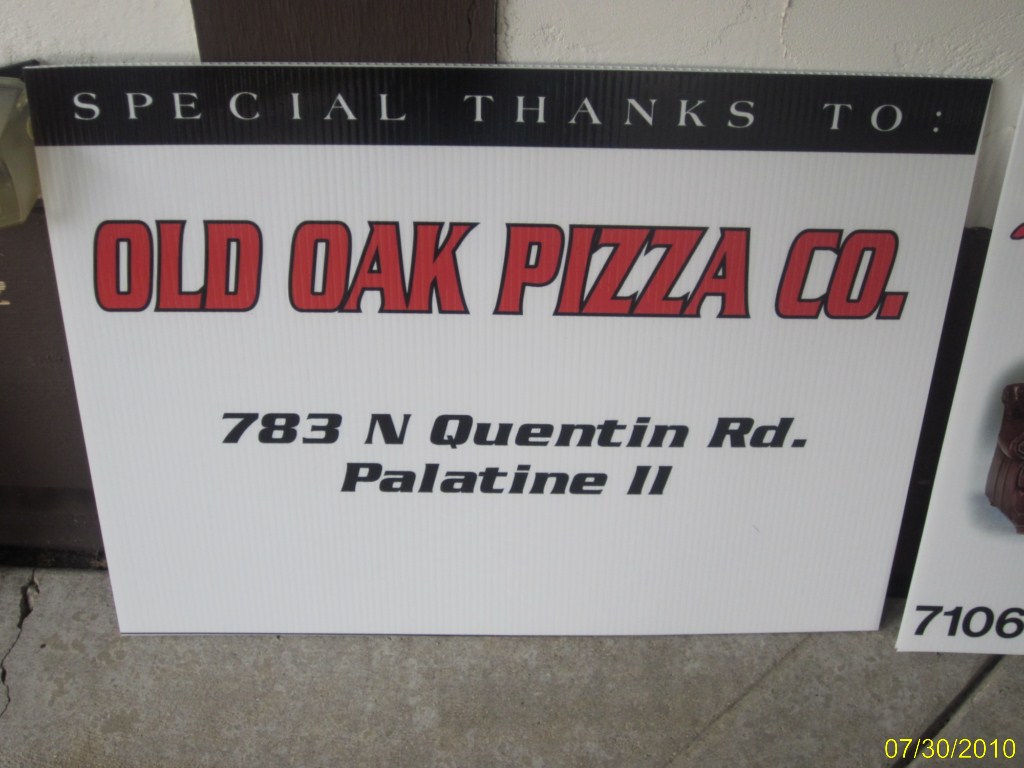 SPECIAL THANKS TO:
OLD OAK PIZZA CO.
783 N Quentin Rd.
Palatine Il
7106
07/30/2010